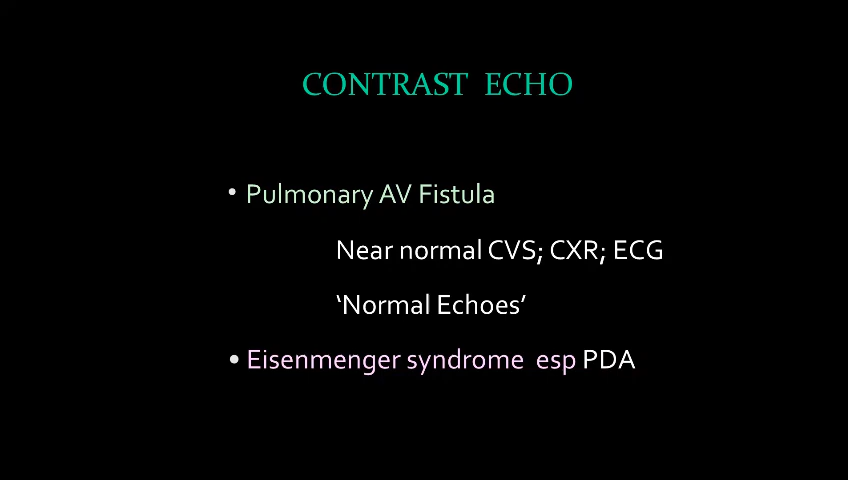 CONTRAST ECHO
• Pulmonary AV Fistula
Near normal CVS; CXR; ECG
‘Normal Echoes’
• Eisenmenger syndrome esp PDA